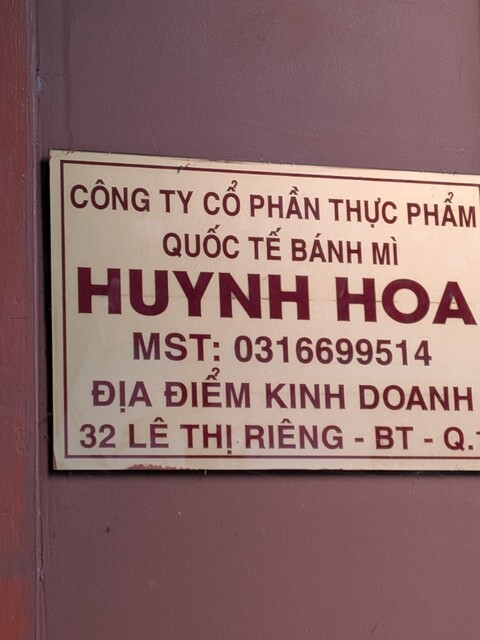 CÔNG TY CỔ PHẦN THỰC PHẨM
QUỐC TẾ BÁNH MÌ
HUYNH HOA
MST: 0316699514
ĐỊA ĐIỂM KINH DOANH
32 LÊ THỊ RIÊNG - BT - Q.1